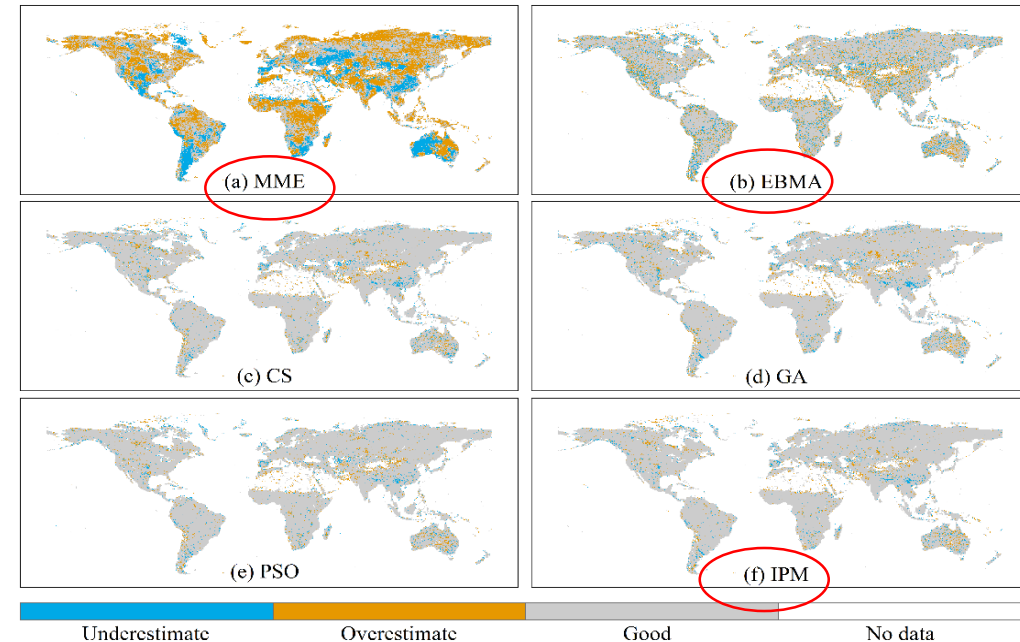 (a) MME
(b) EBMA
(c) CS
(d) GA
(e) PSO
(f) IPM
Underestimate
Overestimate
Good
No data